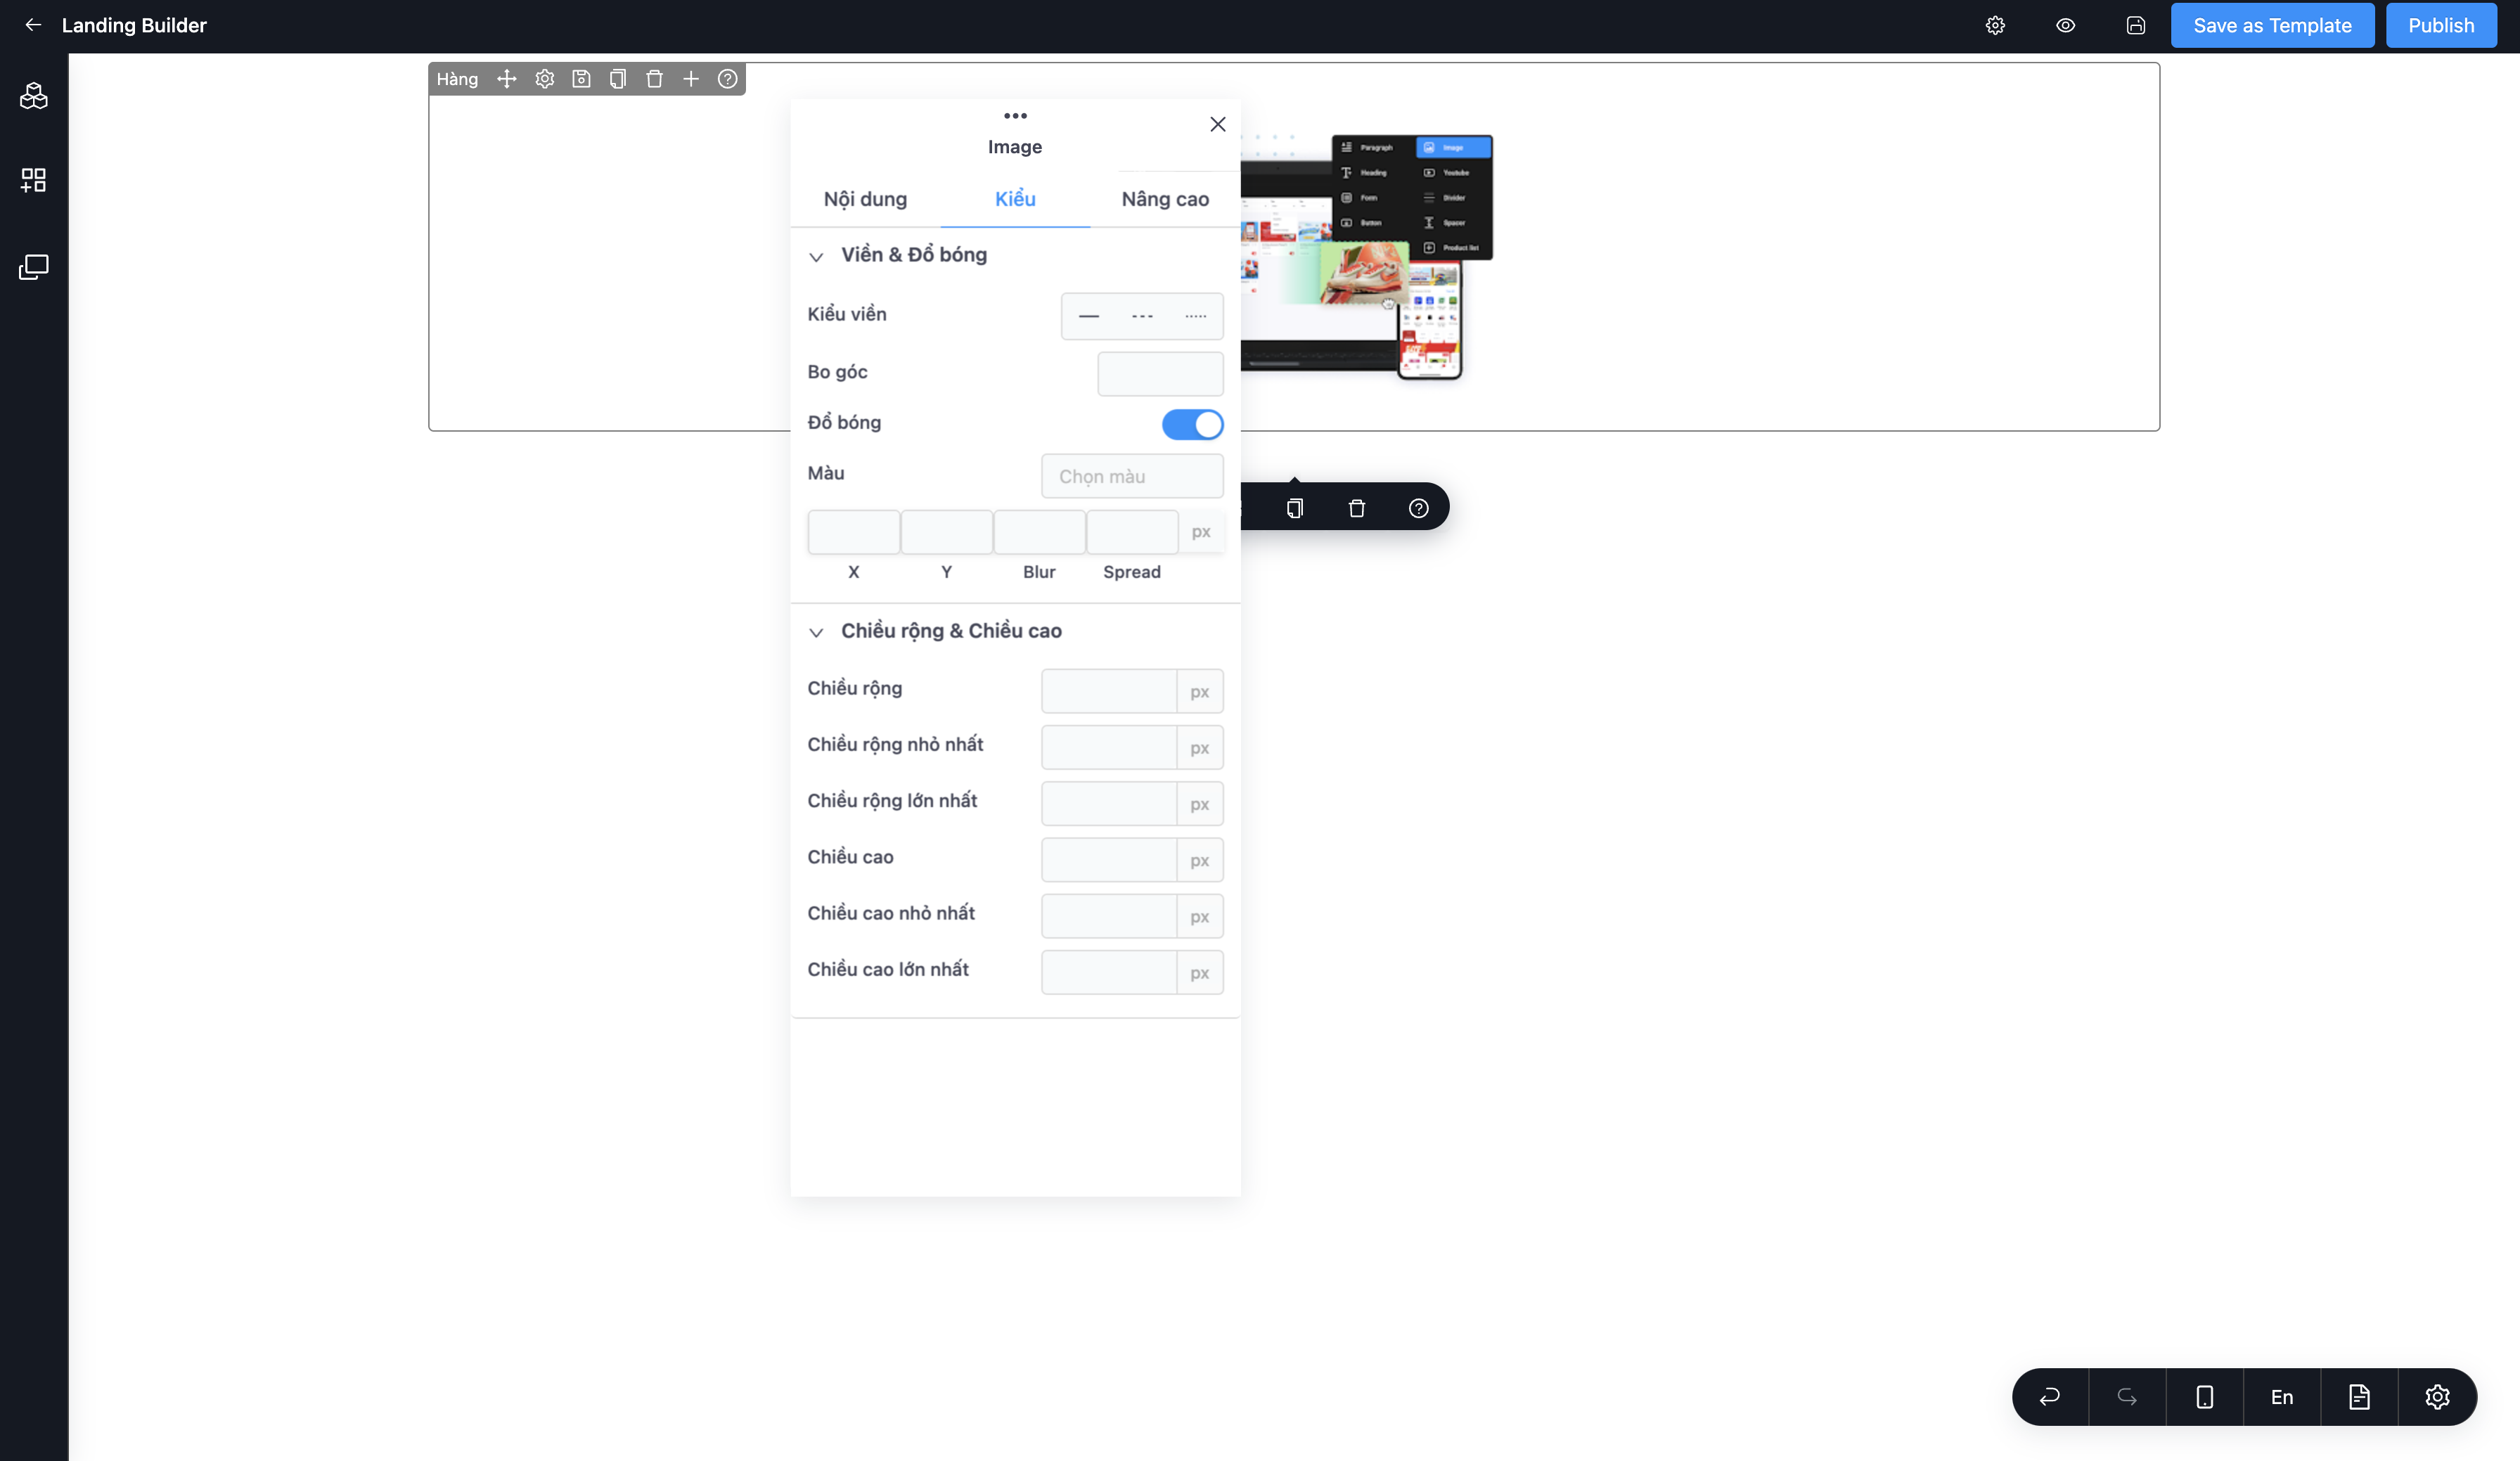 Landing Builder
Save as Template
Publish
Hàng
Image
Nội dung
Kiểu
Nâng cao
Viền & Đổ bóng
Kiểu viền
Bo góc
Đổ bóng
Màu
Chọn màu
px
X
Y
Blur
Spread
Chiều rộng & Chiều cao
Chiều rộng
px
Chiều rộng nhỏ nhất
px
Chiều rộng lớn nhất
px
Chiều cao
px
Chiều cao nhỏ nhất
px
Chiều cao lớn nhất
px
Paragraph
Image
Heading
Youtube
Form
Divider
Button
Spacer
Product list
En